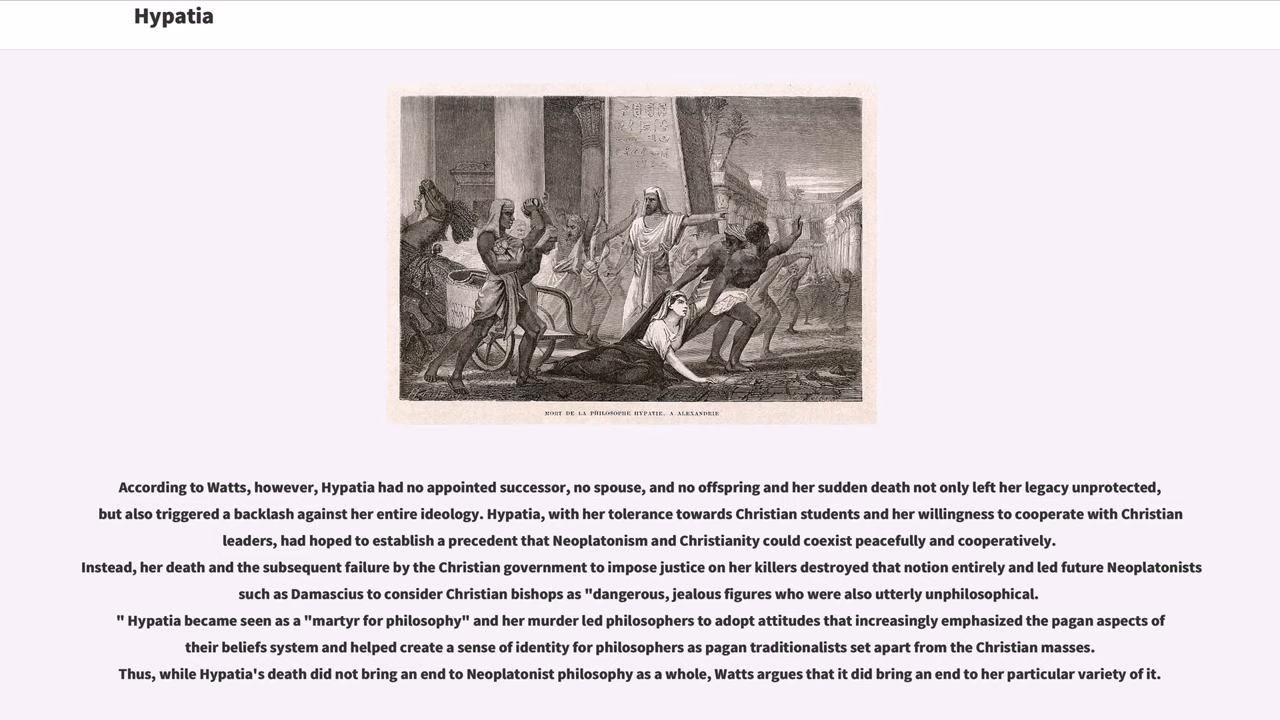 Hypatia
MORT DE LA PHILOSOPHE HYPATIE, A ALEXANDRIE
According to Watts, however, Hypatia had no appointed successor, no spouse, and no offspring and her sudden death not only left her legacy unprotected,
but also triggered a backlash against her entire ideology. Hypatia, with her tolerance towards Christian students and her willingness to cooperate with Christian
leaders, had hoped to establish a precedent that Neoplatonism and Christianity could coexist peacefully and cooperatively.
Instead, her death and the subsequent failure by the Christian government to impose justice on her killers destroyed that notion entirely and led future Neoplatonists
such as Damascius to consider Christian bishops as "dangerous, jealous figures who were also utterly unphilosophical.
" Hypatia became seen as a "martyr for philosophy" and her murder led philosophers to adopt attitudes that increasingly emphasized the pagan aspects of
their beliefs system and helped create a sense of identity for philosophers as pagan traditionalists set apart from the Christian masses.
Thus, while Hypatia's death did not bring an end to Neoplatonist philosophy as a whole, Watts argues that it did bring an end to her particular variety of it.